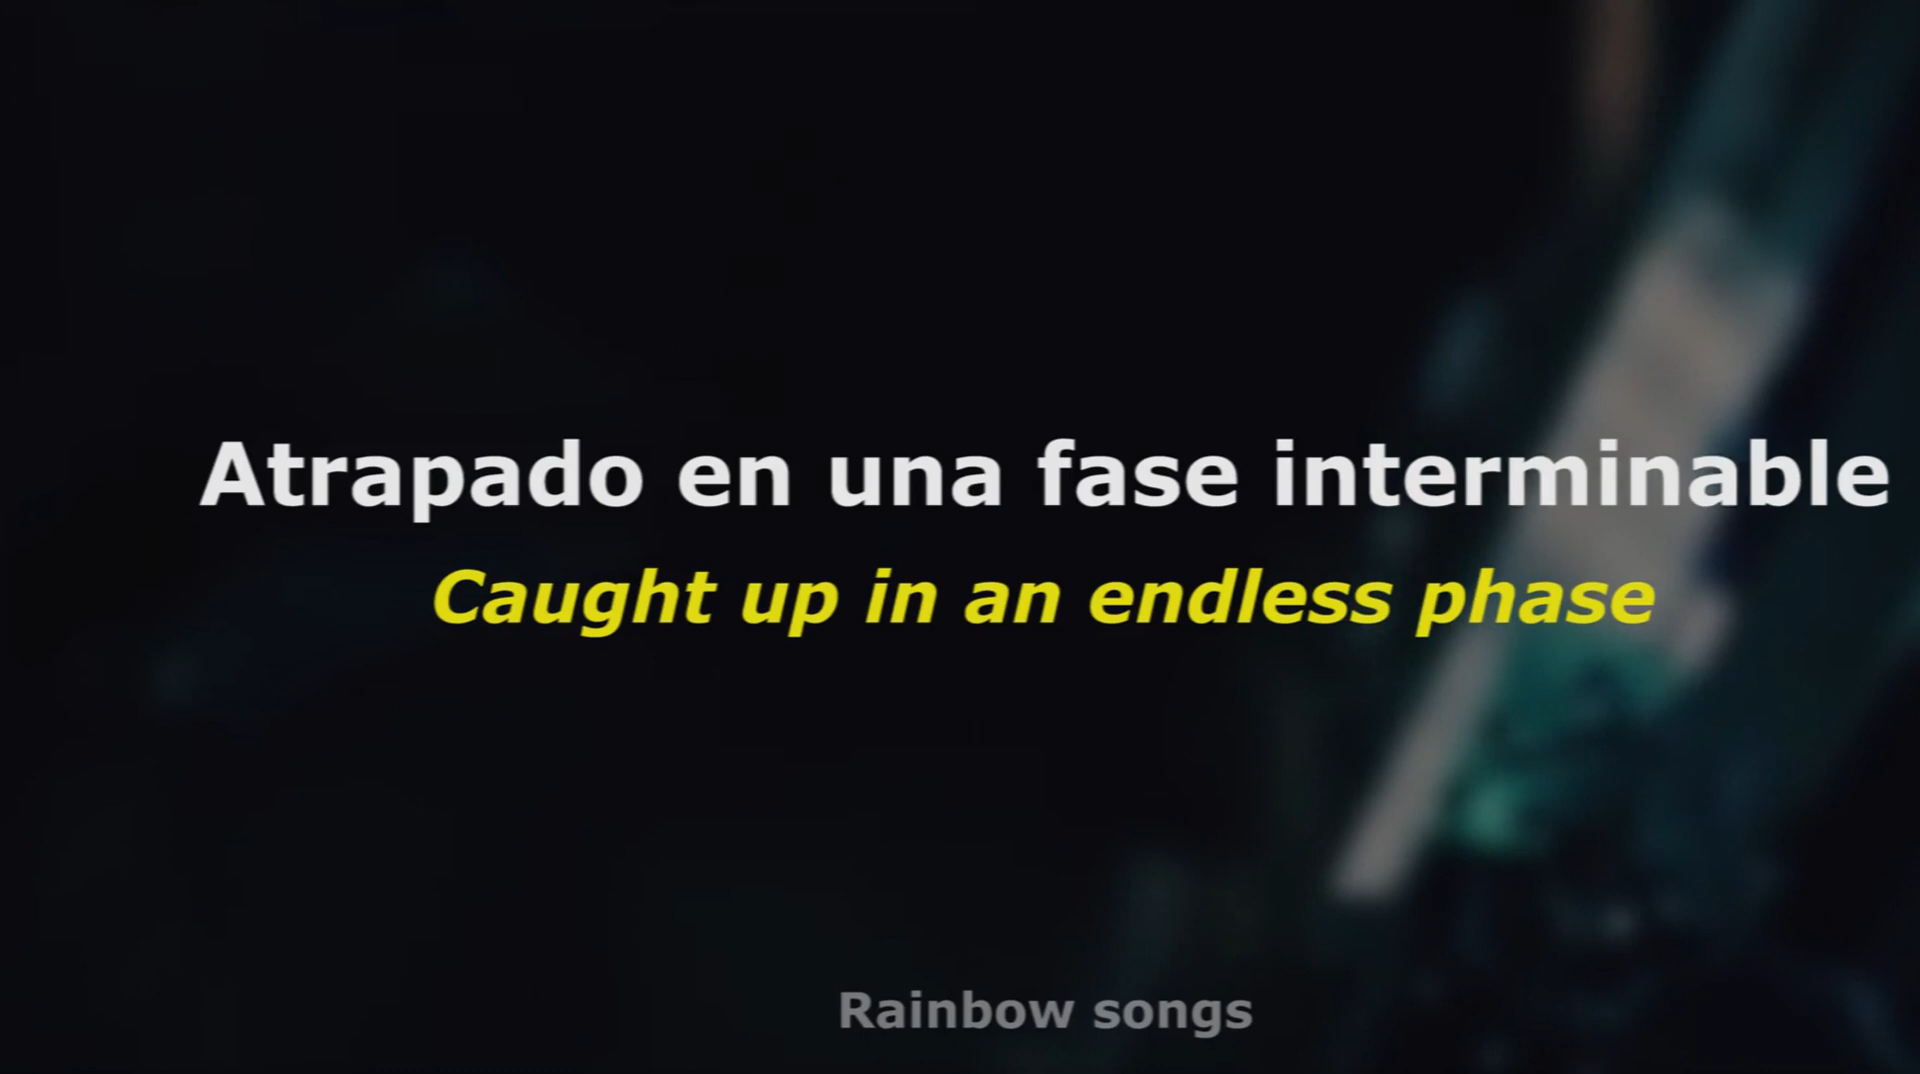 Atrapado en una fase interminable
Caught up in an endless phase
Rainbow songs